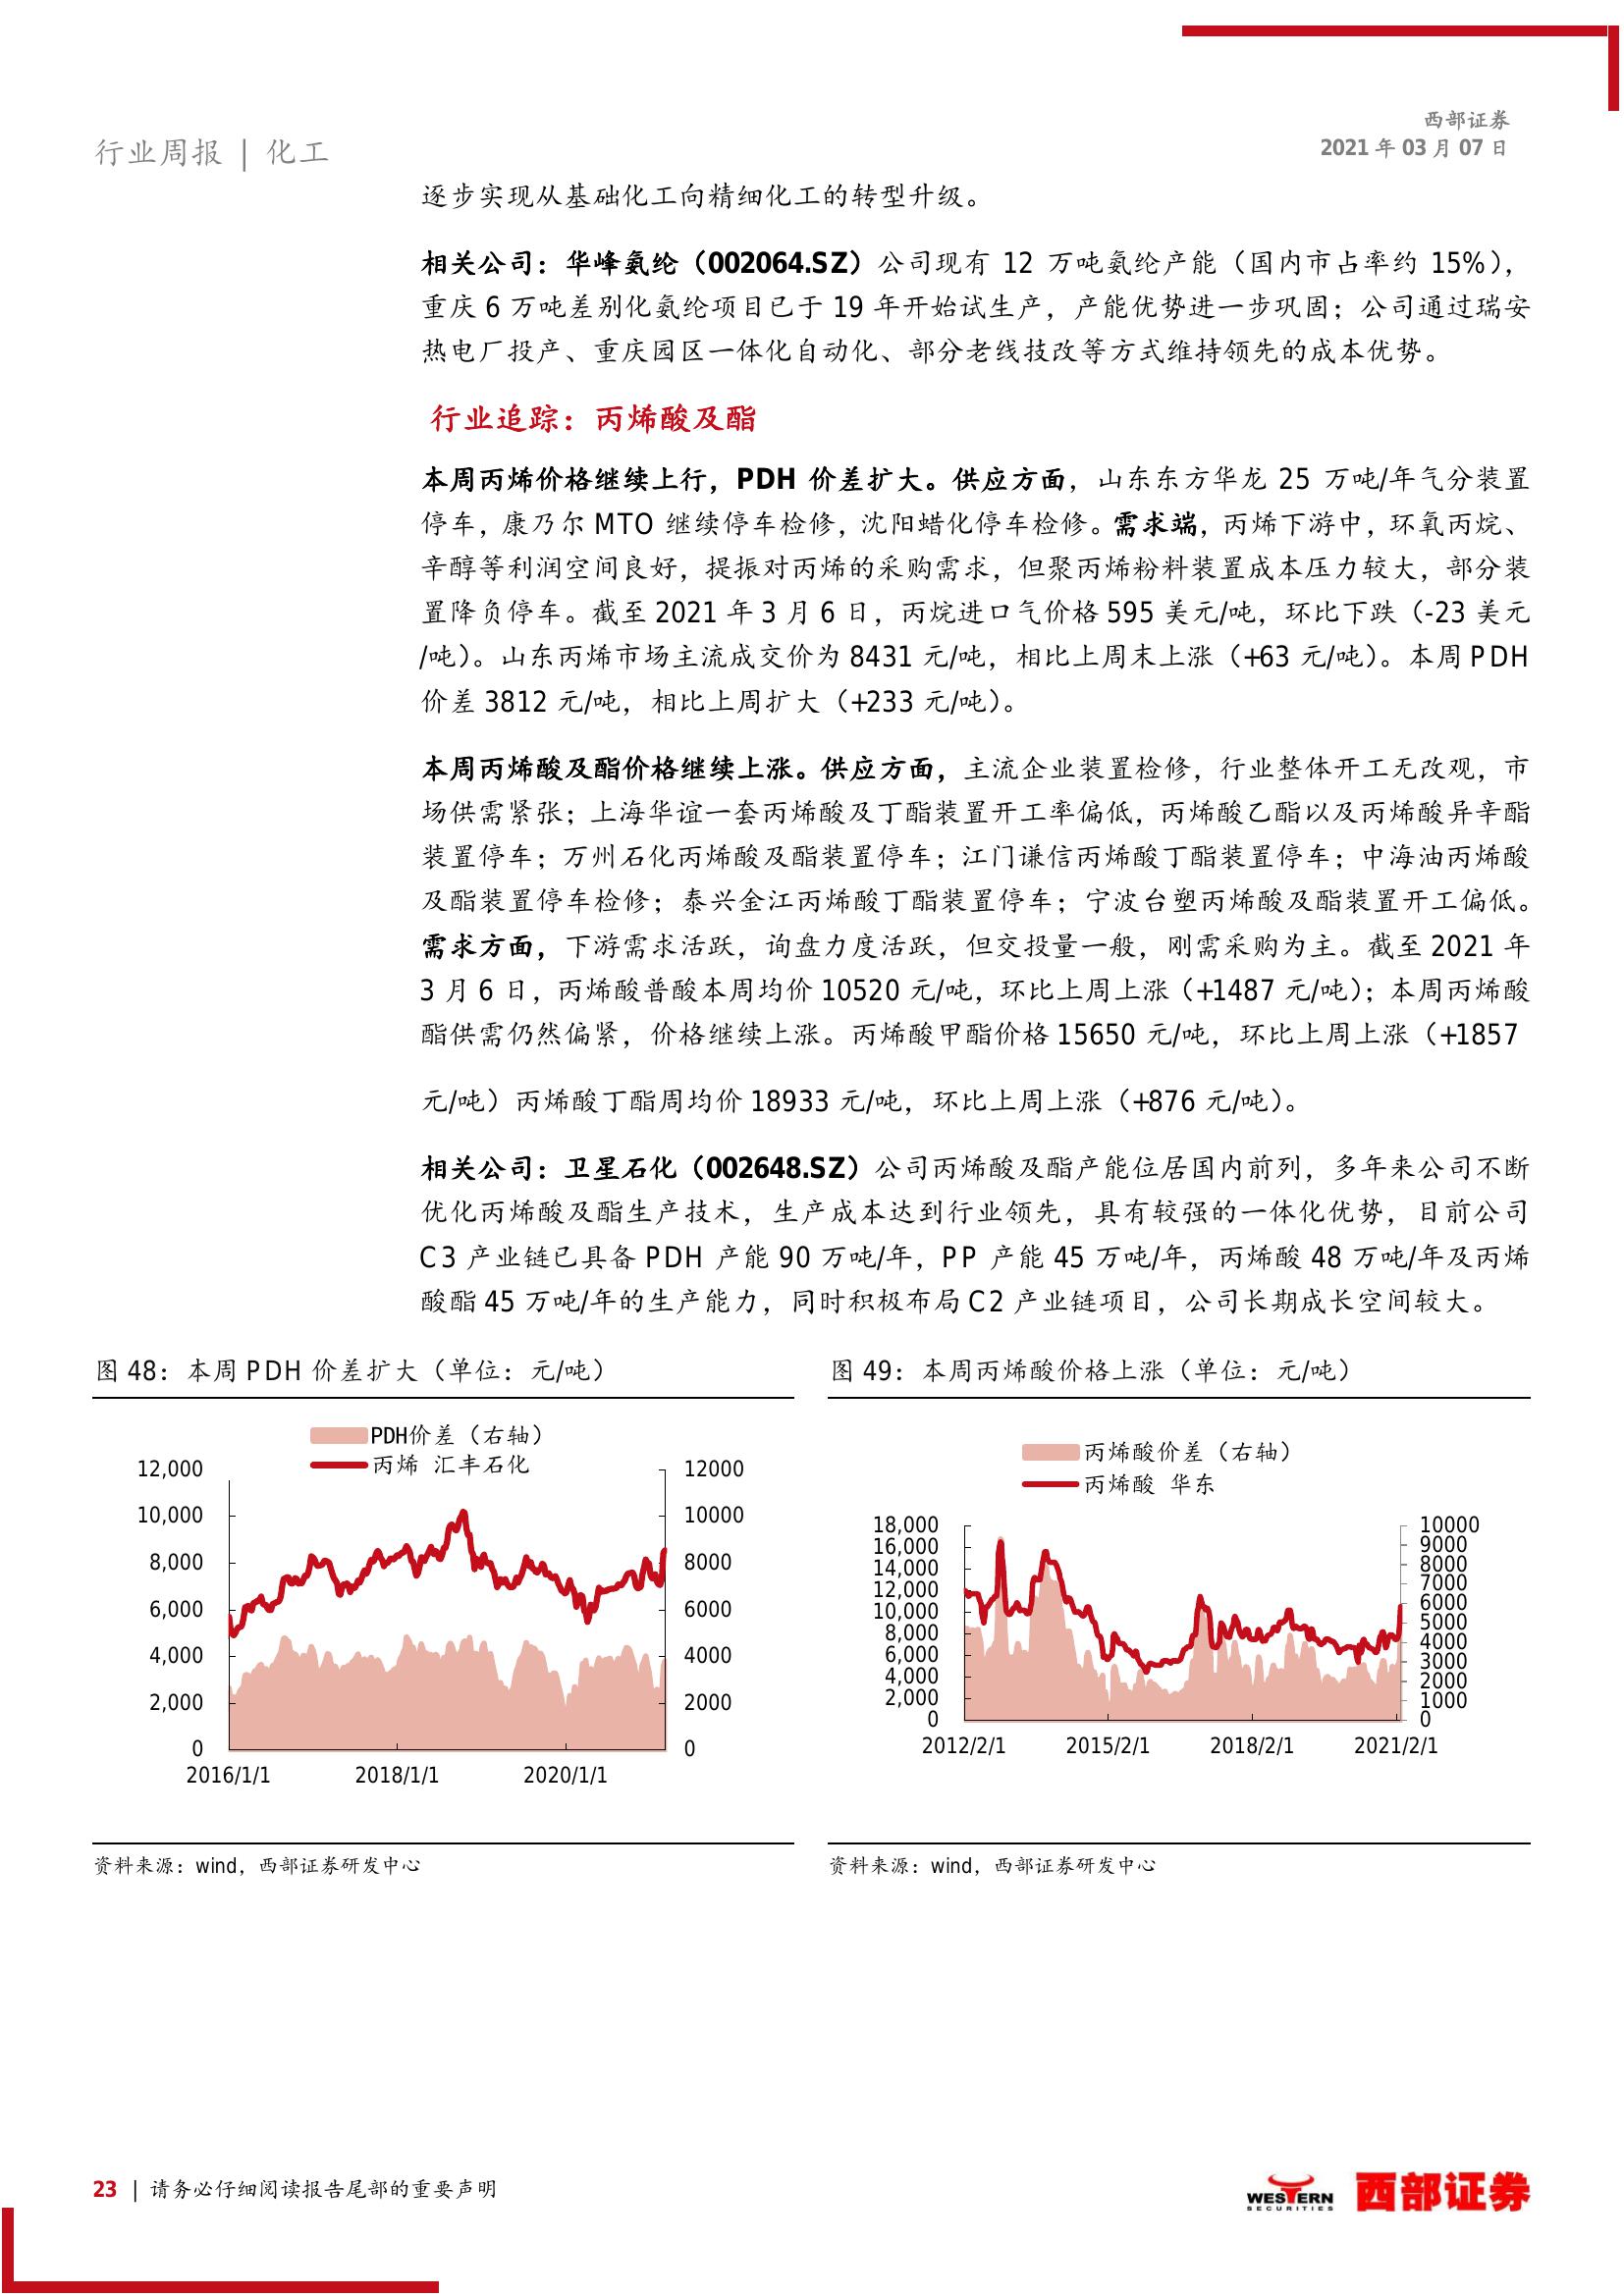 西部证券
2021 年 03 月 07 日
行业周报 | 化工
逐步实现从基础化工向精细化工的转型升级。
相关公司：华峰氨纶（002064.SZ）公司现有 12 万吨氨纶产能（国内市占率约 15%），
重庆 6 万吨差别化氨纶项目已于 19 年开始试生产，产能优势进一步巩固；公司通过瑞安
热电厂投产、重庆园区一体化自动化、部分老线技改等方式维持领先的成本优势。
行业追踪：丙烯酸及酯
本周丙烯价格继续上行，PDH 价差扩大。供应方面，山东东方华龙 25 万吨/年气分装置
停车，康乃尔 MTO 继续停车检修，沈阳蜡化停车检修。需求端，丙烯下游中，环氧丙烷、
辛醇等利润空间良好，提振对丙烯的采购需求，但聚丙烯粉料装置成本压力较大，部分装
置降负停车。截至 2021 年 3 月 6 日，丙烷进口气价格 595 美元/吨，环比下跌（-23 美元
/吨）。山东丙烯市场主流成交价为 8431 元/吨，相比上周末上涨（+63 元/吨）。本周 PDH
价差 3812 元/吨，相比上周扩大（+233 元/吨）。
本周丙烯酸及酯价格继续上涨。供应方面，主流企业装置检修，行业整体开工无改观，市
场供需紧张；上海华谊一套丙烯酸及丁酯装置开工率偏低，丙烯酸乙酯以及丙烯酸异辛酯
装置停车；万州石化丙烯酸及酯装置停车；江门谦信丙烯酸丁酯装置停车；中海油丙烯酸
及酯装置停车检修；泰兴金江丙烯酸丁酯装置停车；宁波台塑丙烯酸及酯装置开工偏低。
需求方面，下游需求活跃，询盘力度活跃，但交投量一般，刚需采购为主。截至 2021 年
3 月 6 日，丙烯酸普酸本周均价 10520 元/吨，环比上周上涨（+1487 元/吨）；本周丙烯酸
酯供需仍然偏紧，价格继续上涨。丙烯酸甲酯价格 15650 元/吨，环比上周上涨（+1857
元/吨）丙烯酸丁酯周均价 18933 元/吨，环比上周上涨（+876 元/吨）。
相关公司：卫星石化（002648.SZ）公司丙烯酸及酯产能位居国内前列，多年来公司不断
优化丙烯酸及酯生产技术，生产成本达到行业领先，具有较强的一体化优势，目前公司
C3 产业链已具备 PDH 产能 90 万吨/年，PP 产能 45 万吨/年，丙烯酸 48 万吨/年及丙烯
酸酯 45 万吨/年的生产能力，同时积极布局 C2 产业链项目，公司长期成长空间较大。
图 48：本周 PDH 价差扩大（单位：元/吨）
PDH价差（右轴）
丙烯 汇丰石化
12,000
10,000
8,000
6,000
4,000
2,000
0
12000
10000
8000
6000
4000
2000
0
2016/1/1 2018/1/1 2020/1/1
资料来源：wind，西部证券研发中心
图 49：本周丙烯酸价格上涨（单位：元/吨）
丙烯酸价差（右轴）
丙烯酸 华东
18,000
16,000
14,000
12,000
10,000
8,000
6,000
4,000
2,000
0
10000
9000
8000
7000
6000
5000
4000
3000
2000
1000
0
2012/2/1 2015/2/1 2018/2/1 2021/2/1
资料来源：wind，西部证券研发中心
23 | 请务必仔细阅读报告尾部的重要声明
WESTERN
SECURITIES
西部证券